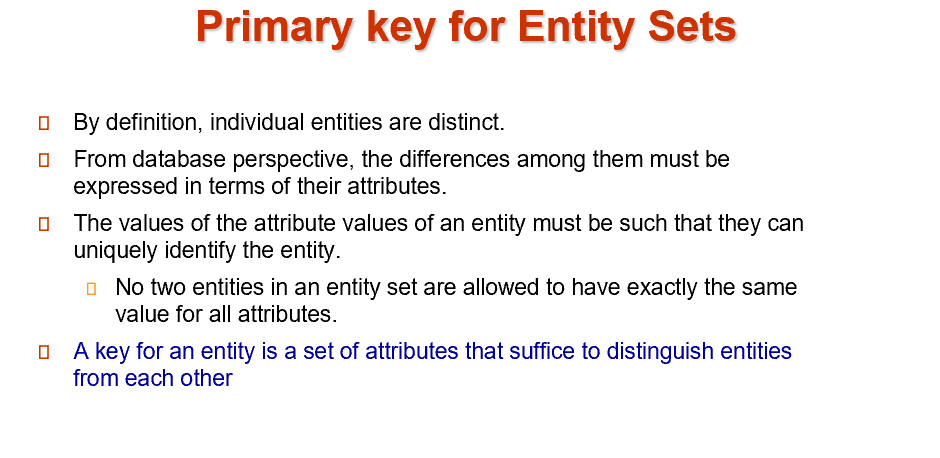 Primary key for Entity Sets
By definition, individual entities are distinct.
From database perspective, the differences among them must be
expressed in terms of their attributes.
The values of the attribute values of an entity must be such that they can
uniquely identify the entity.
No two entities in an entity set are allowed to have exactly the same
value for all attributes.
A key for an entity is a set of attributes that suffice to distinguish entities
from each other